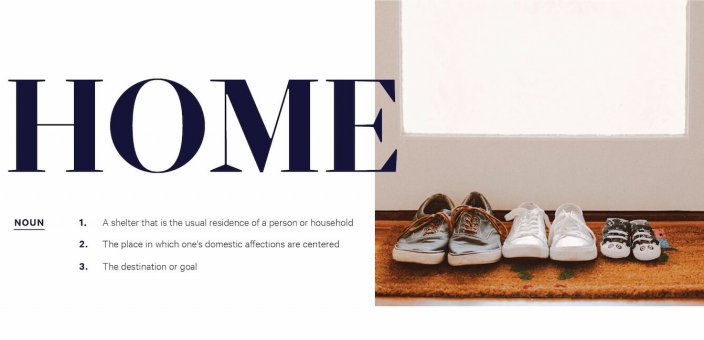 HOME
NOUN
1. A shelter that is the usual residence of a person or household
2. The place in which one's domestic affections are centered
3. The destination or goal